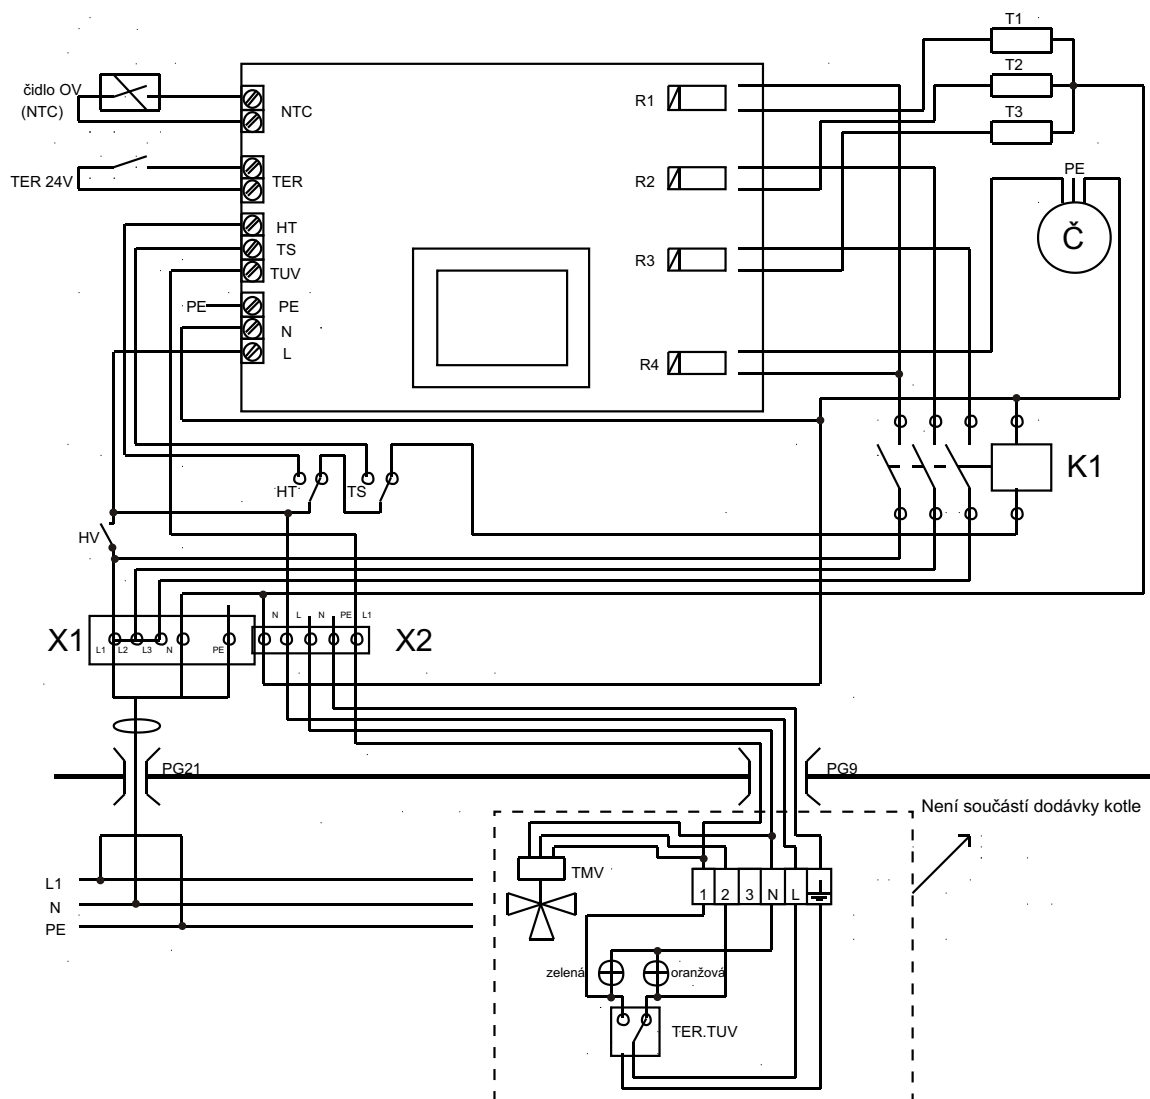 T1
čidlo OV
(NTC)
NTC
R1
T2
T3
TER 24V
TER
R2
PE
HT
TS
TUV
R3
Č
PE
PE
N
L
R4
HT
TS
K1
HV
X1
L1
L2
L3
N
PE
N
L
N
PE
L1
X2
PG21
PG9
Není součástí dodávky kotle
TMV
L1
N
PE
1
2
3
N
L
zelená
oranžová
TER.TUV